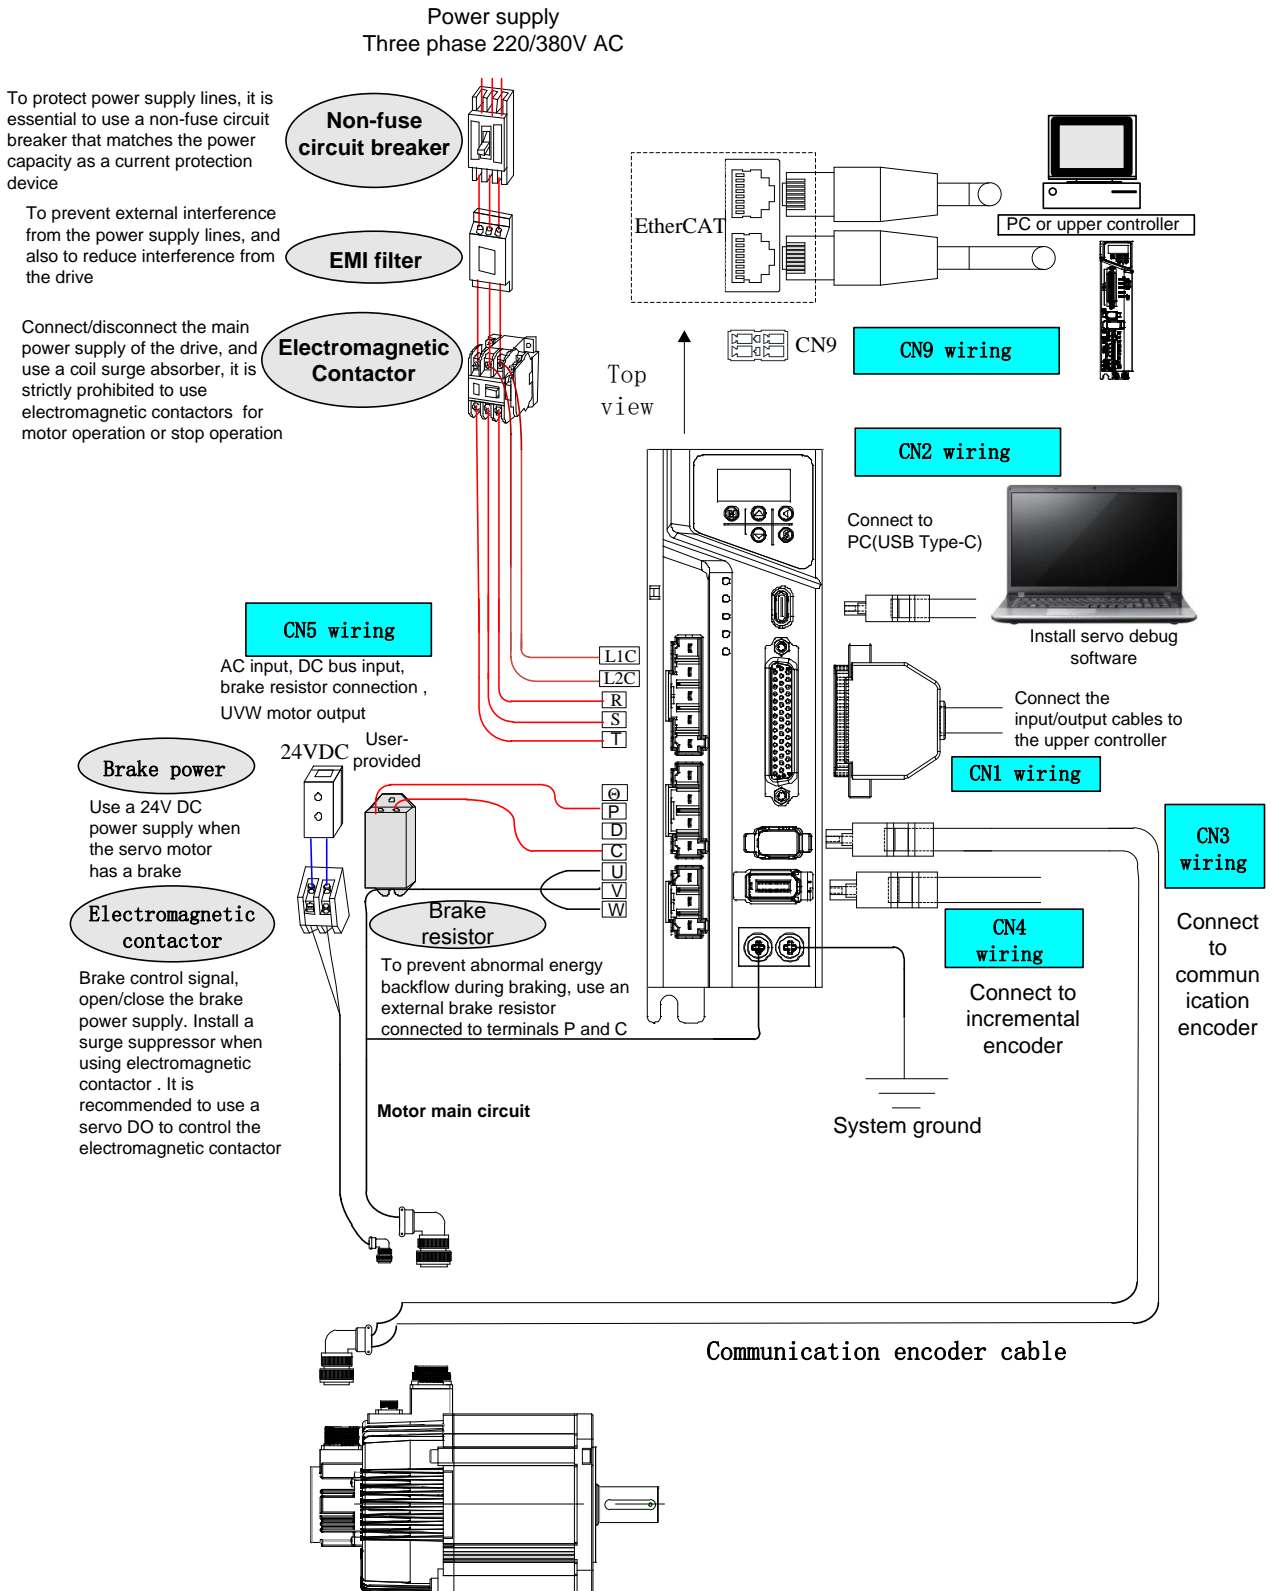 Power supply
Three phase 220/380V AC
To protect power supply lines, it is
essential to use a non-fuse circuit
breaker that matches the power
capacity as a current protection
device
Non-fuse
circuit breaker
To prevent external interference
from the power supply lines, and
also to reduce interference from
the drive
EMI filter
Connect/disconnect the main
power supply of the drive, and
use a coil surge absorber, it is
strictly prohibited to use
electromagnetic contactors for
motor operation or stop operation
Electromagnetic
Contactor
EtherCAT
PC or upper controller
CN9
CN9 wiring
Top
view
CN2 wiring
Connect to
PC(USB Type-C)
Install servo debug
software
CN5 wiring
AC input, DC bus input,
brake resistor connection ,
UVW motor output
L1C
L2C
R
S
T
Connect the
input/output cables to
the upper controller
CN1 wiring
Brake power
24VDC
User-
provided
Use a 24V DC
power supply when
the servo motor
has a brake
P
D
C
U
V
W
CN3
wiring
Connect
to
commun
ication
encoder
Electromagnetic
contactor
Brake control signal,
open/close the brake
power supply. Install a
surge suppressor when
using electromagnetic
contactor . It is
recommended to use a
servo DO to control the
electromagnetic contactor
Brake
resistor
To prevent abnormal energy
backflow during braking, use an
external brake resistor
connected to terminals P and C
CN4
wiring
Connect to
incremental
encoder
Motor main circuit
System ground
Communication encoder cable